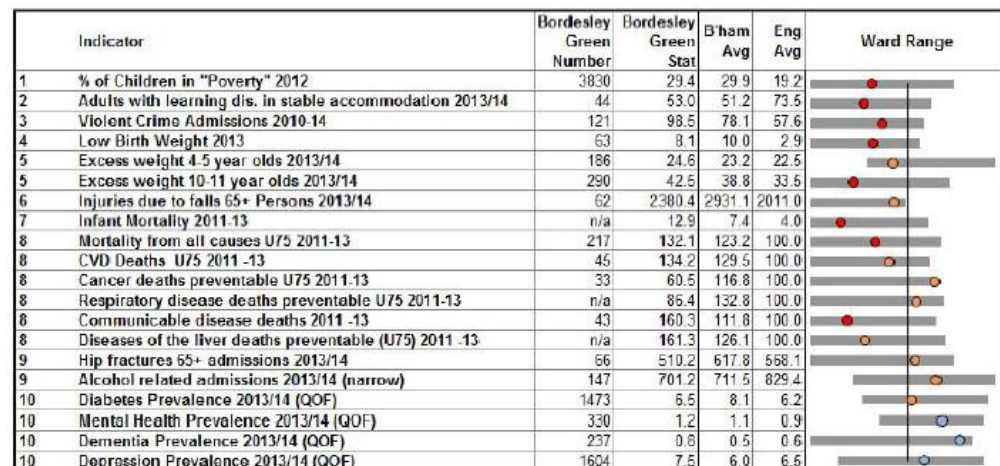 Indicator Bordesley Green Number Bordesley Green Stat B'ham Avg Eng Avg Ward Range
1 % of Children in "Poverty" 2012 3830 29.4 29.9 19.2
2 Adults with learning dis. in stable accommodation 2013/14 44 53.0 51.2 73.5
3 Violent Crime Admissions 2010-14 121 98.5 78.1 57.6
4 Low Birth Weight 2013 63 8.1 10.0 2.9
5 Excess weight 4-5 year olds 2013/14 186 24.6 23.2 22.5
5 Excess weight 10-11 year olds 2013/14 290 42.5 38.8 33.5
6 Injuries due to falls 65+ Persons 2013/14 62 2380.4 2931.1 2011.0
7 Infant Mortality 2011-13 n/a 12.9 7.4 4.0
8 Mortality from all causes U75 2011-13 217 132.1 123.2 100.0
8 CVD Deaths U75 2011 -13 45 134.2 129.5 100.0
8 Cancer deaths preventable U75 2011-13 33 60.5 116.8 100.0
8 Respiratory disease deaths preventable U75 2011-13 n/a 86.4 132.8 100.0
8 Communicable disease deaths 2011 -13 43 160.3 111.8 100.0
8 Diseases of the liver deaths preventable (U75) 2011 -13 n/a 161.3 126.1 100.0
9 Hip fractures 65+ admissions 2013/14 66 510.2 617.8 568.1
9 Alcohol related admissions 2013/14 (narrow) 147 701.2 711.5 829.4
10 Diabetes Prevalence 2013/14 (QOF) 1473 6.5 8.1 6.2
10 Mental Health Prevalence 2013/14 (QOF) 330 1.2 1.1 0.9
10 Dementia Prevalence 2013/14 (QOF) 237 0.8 0.5 0.6
10 Depression Prevalence 2013/14 (QOF) 1604 7.5 6.0 6.5